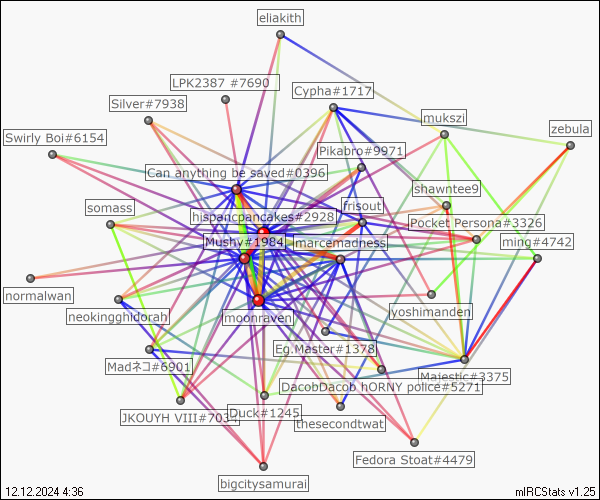 eliakith
LPK2387 #7690
Cypha#1717
Silver#7938
mukszi
zebula
Swirly Boi#6154
Pikabro#9971
Can anything be saved#0396
shawntee9
somass
frisout
hispancpancakes#2928
Pocket Persona#3326
Mushy#1984
marcemadness
ming#4742
normalwan
neokingghidorah
moonraven
yoshimanden
Eg.Master#1378
Madネコ#6901
Majestic#3375
DacobDacob hORNY police#5271
JKOUYH VIII#7034
Duck#1245
thesecondtwat
Fedora Stoat#4479
bigcitysamurai
12.12.2024 4:36
mIRCStats v1.25